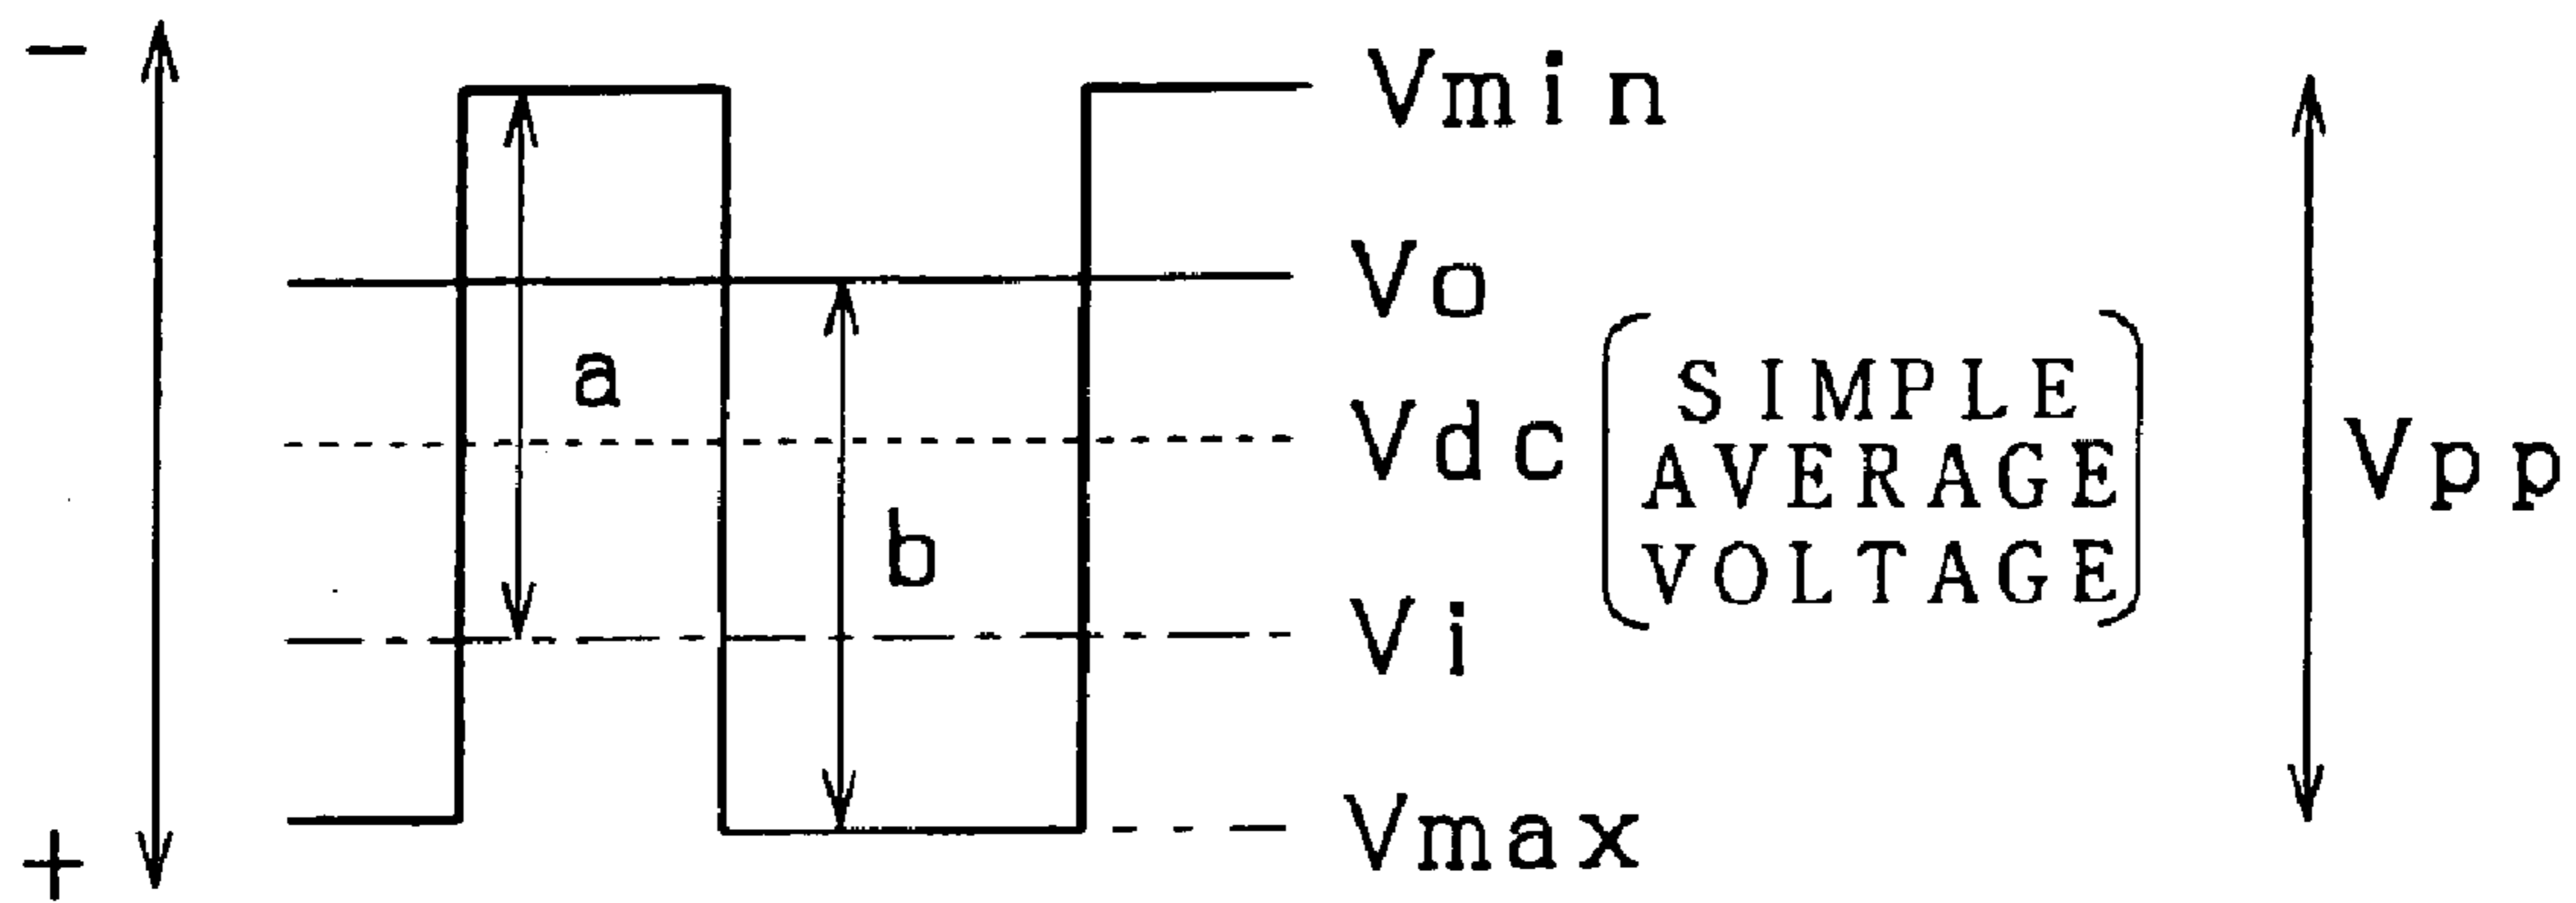 −
Vmin
Vo
a
SIMPLE
Vdc
AVERAGE
Vpp
b
VOLTAGE
Vi
Vmax
+